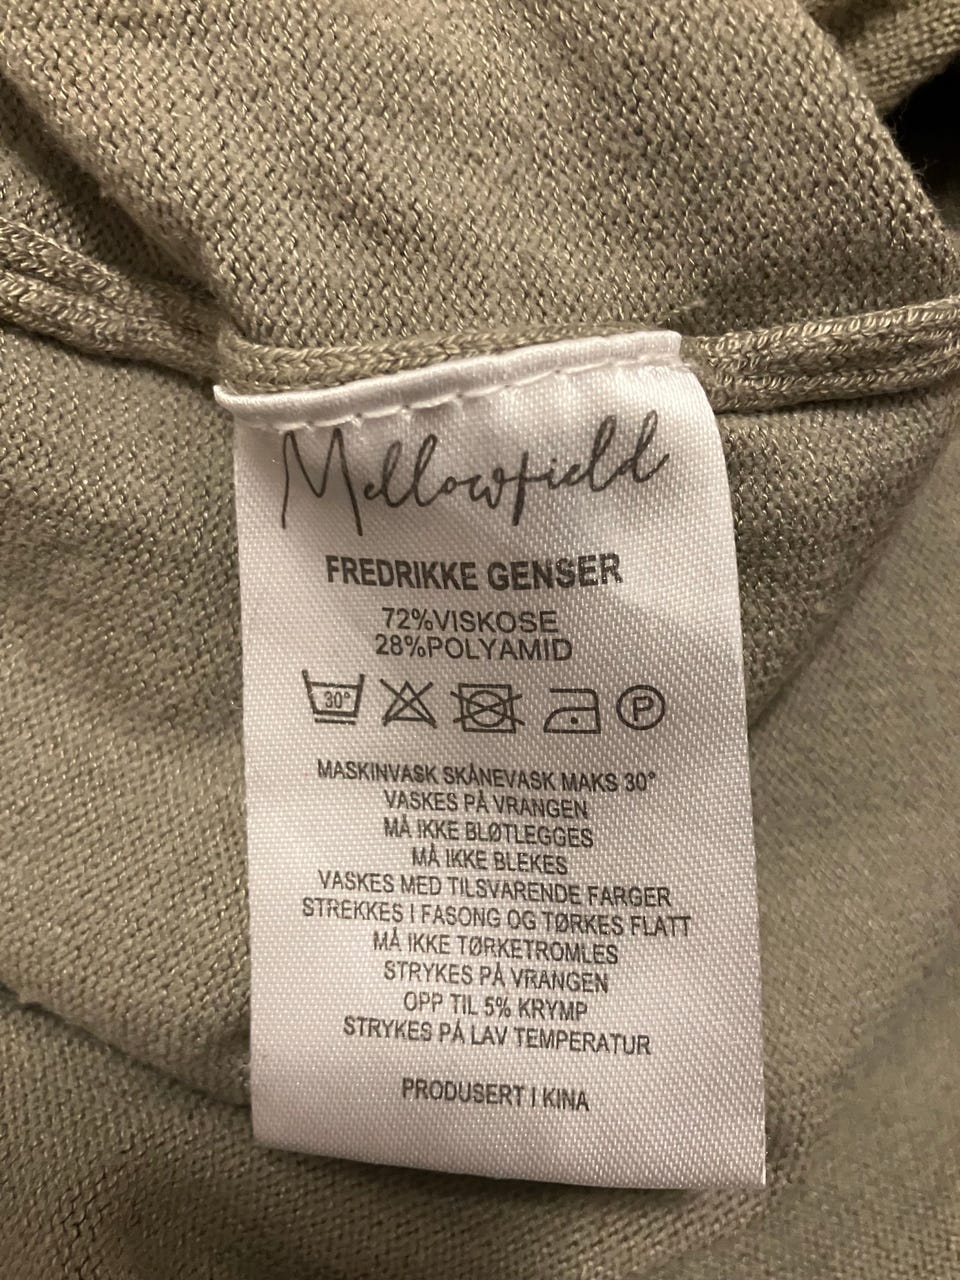 Mellowfield
FREDRIKKE GENSER
72%VISKOSE
28%POLYAMID
30° P
MASKINVASK SKÅNEVASK MAKS 30°
VASKES PÅ VRANGEN
MÅ IKKE BLØTLEGGES
MÅ IKKE BLEKES
VASKES MED TILSVARENDE FARGER
STREKKES I FASONG OG TØRKES FLATT
MÅ IKKE TØRKETROMLES
STRYKES PÅ VRANGEN
OPP TIL 5% KRYMP
STRYKES PÅ LAV TEMPERATUR
PRODUSERT I KINA